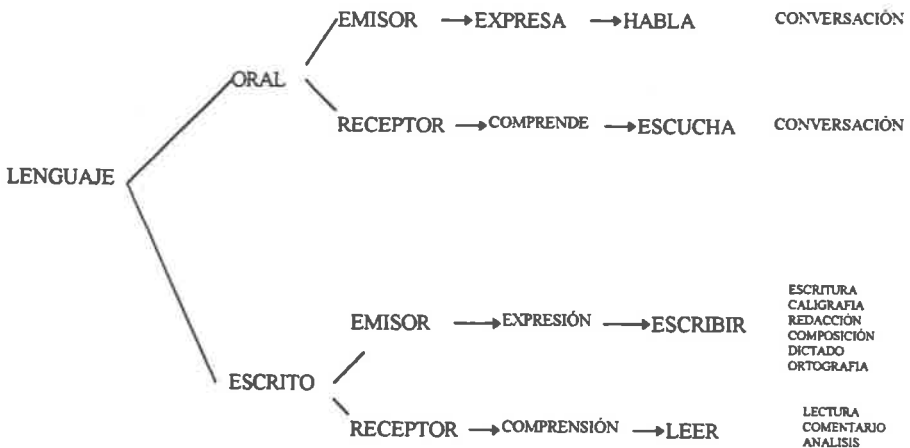 EMISOR → EXPRESA → HABLA CONVERSACIÓN
ORAL
RECEPTOR → COMPRENDE → ESCUCHA CONVERSACIÓN
LENGUAJE
ESCRITURA
CALIGRAFIA
EMISOR → EXPRESIÓN → ESCRIBIR REDACCIÓN
COMPOSICIÓN
DICTADO
ORTOGRAFIA
ESCRITO
LECTURA
RECEPTOR → COMPRENSIÓN → LEER COMENTARIO
ANALISIS